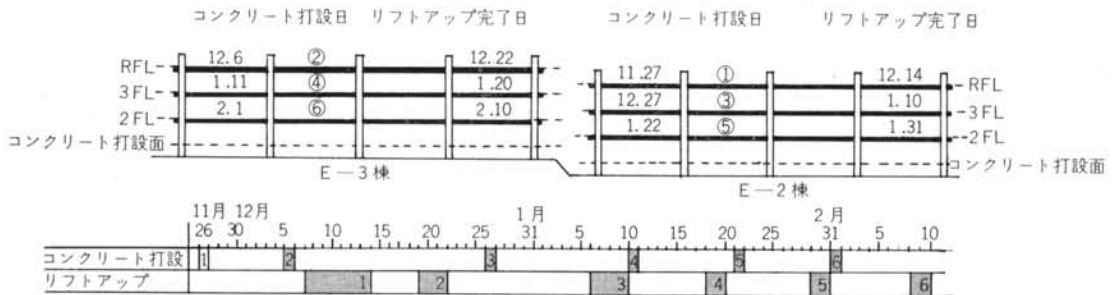 コンクリート打設日 リフトアップ完了日
RFL 12.6 ② 12.22
3FL 1.11 ④ 1.20
2FL 2.1 ⑥ 2.10
コンクリート打設面
E―3棟
コンクリート打設日 リフトアップ完了日
11.27 ① 12.14 RFL
12.27 ③ 1.10 3FL
1.22 ⑤ 1.31 2FL
コンクリート打設面
E―2棟
11月 12月 1月 2月
26 30 5 10 15 20 25 31 5 10 15 20 25 31 5 10
コンクリート打設 1 2 3 4 5 6
リフトアップ 1 2 3 4 5 6